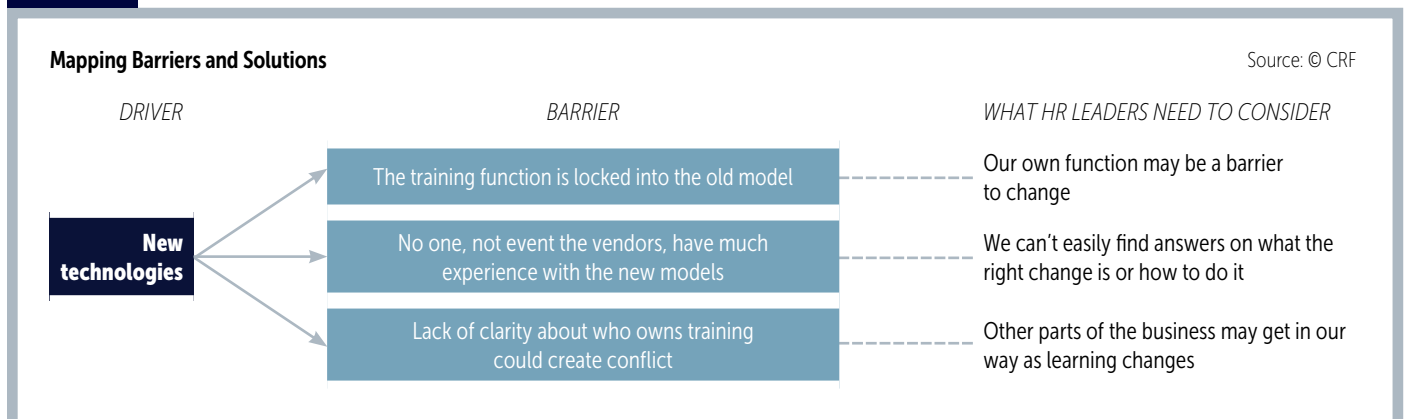 Mapping Barriers and Solutions
Source: © CRF
DRIVER
BARRIER
WHAT HR LEADERS NEED TO CONSIDER
New
technologies
The training function is locked into the old model
Our own function may be a barrier
to change
No one, not event the vendors, have much
experience with the new models
We can’t easily find answers on what the
right change is or how to do it
Lack of clarity about who owns training
could create conflict
Other parts of the business may get in our
way as learning changes